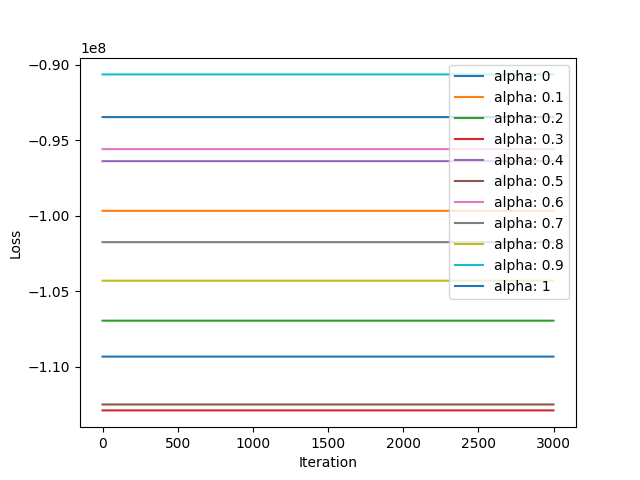 1e8
−0.90
−0.95
−1.00
−1.05
−1.10
Loss
0
500
1000
1500
2000
2500
3000
Iteration
alpha: 0
alpha: 0.1
alpha: 0.2
alpha: 0.3
alpha: 0.4
alpha: 0.5
alpha: 0.6
alpha: 0.7
alpha: 0.8
alpha: 0.9
alpha: 1